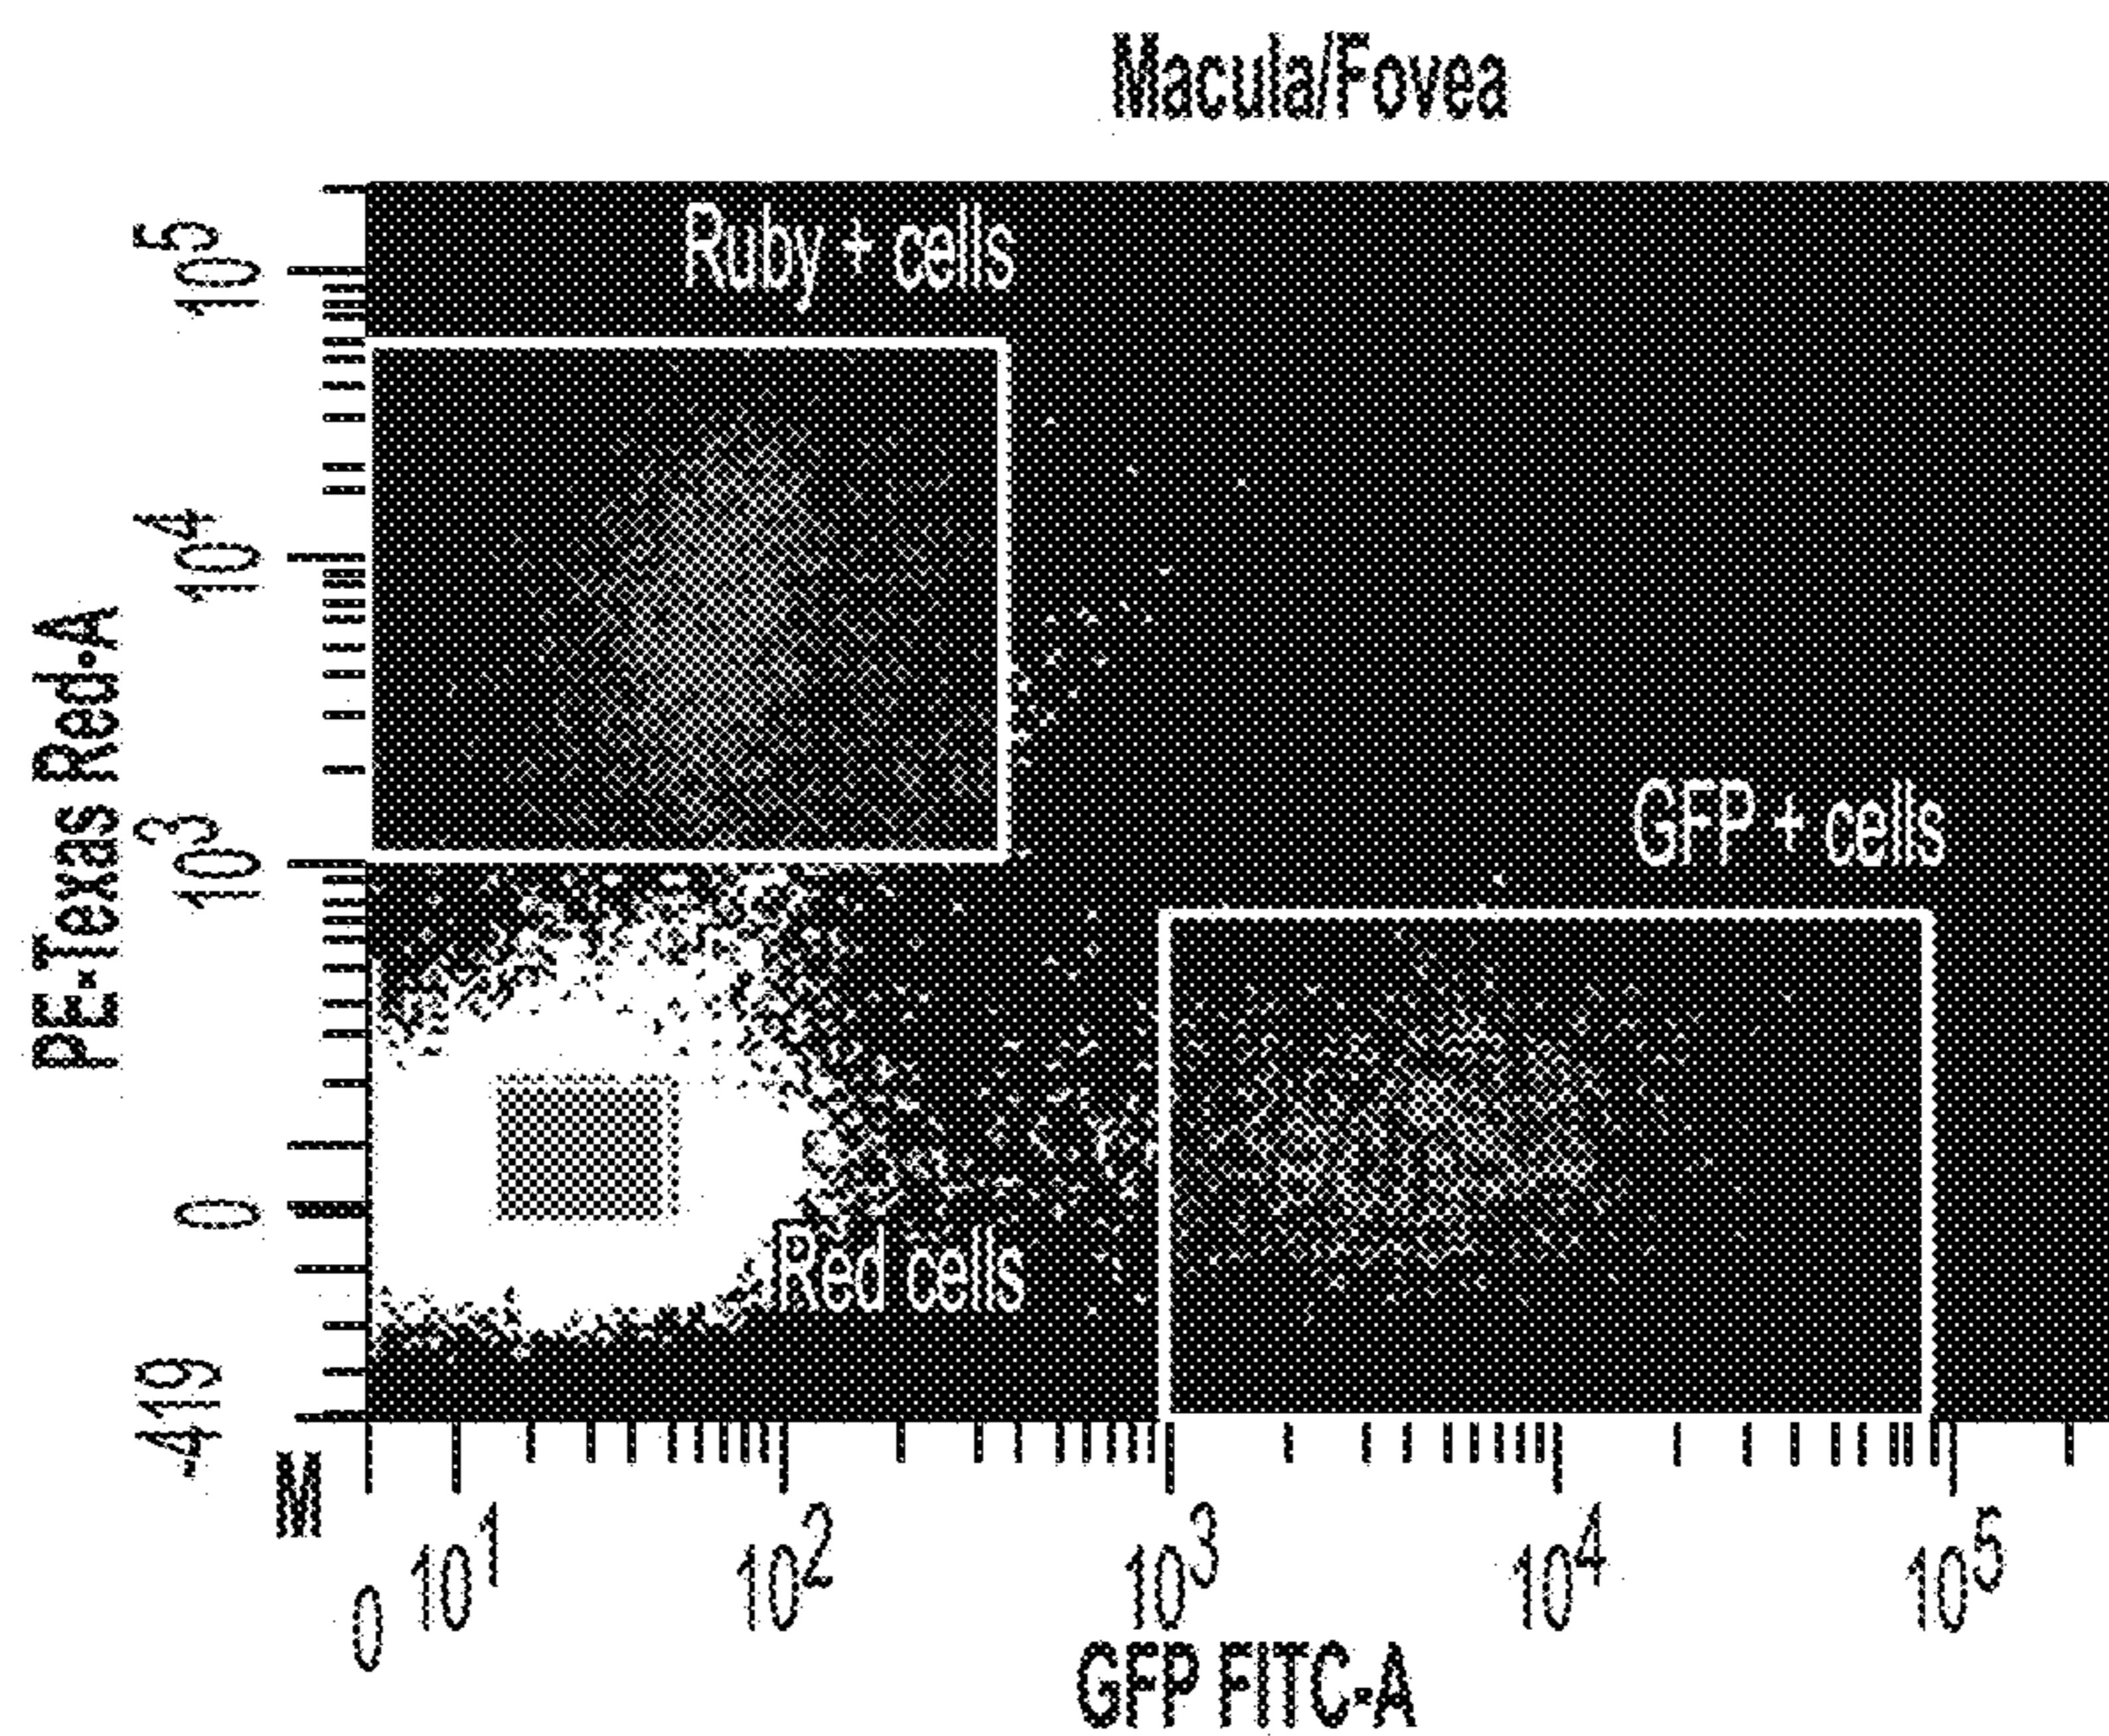 Macula/Fovea
Ruby + cells
GFP + cells
Red cells
PE-Texas Red-A
10^5
10^4
10^3
0
-419
0
10^1
10^2
10^3
10^4
10^5
GFP FITC-A